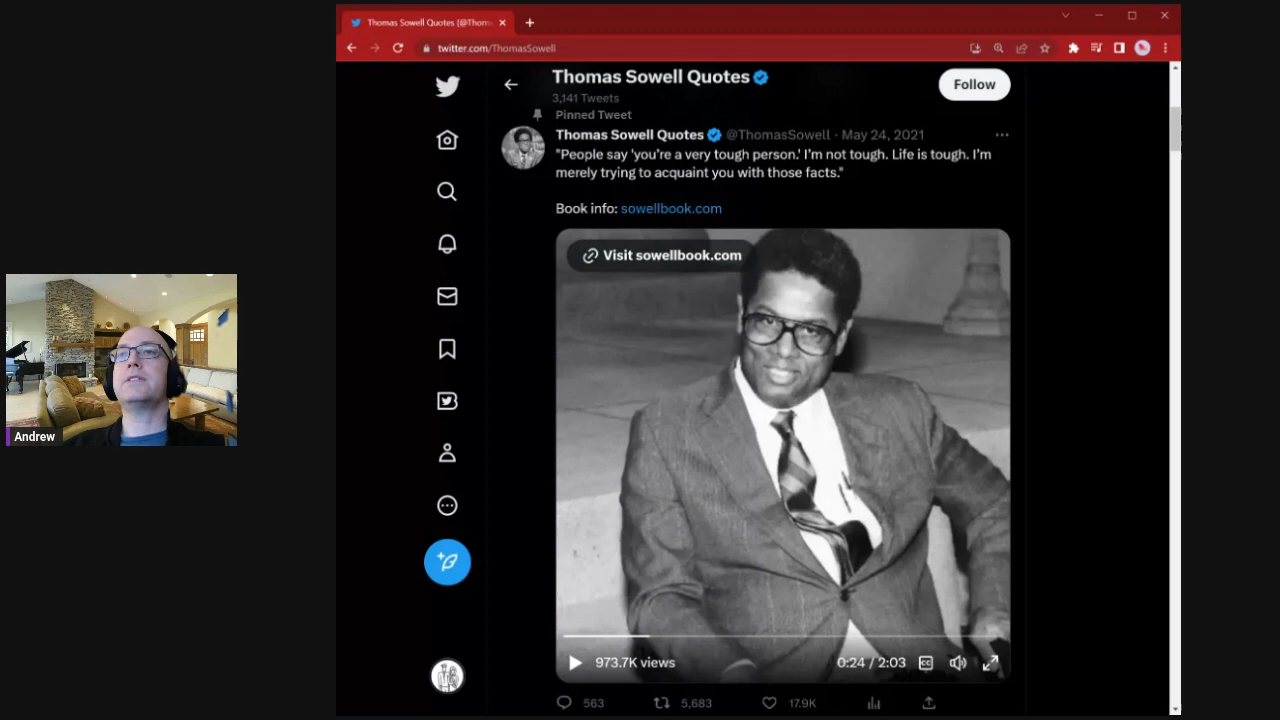 Thomas Sowell Quotes (@Thom
twitter.com/ThomasSowell
Thomas Sowell Quotes
3,141 Tweets
Follow
Pinned Tweet
Thomas Sowell Quotes @ThomasSowell · May 24, 2021
"People say 'you're a very tough person.' I'm not tough. Life is tough. I'm
merely trying to acquaint you with those facts."
Book info: sowellbook.com
Visit sowellbook.com
Andrew
973.7K views
0:24 / 2:03
CC
563
5,683
17.9K